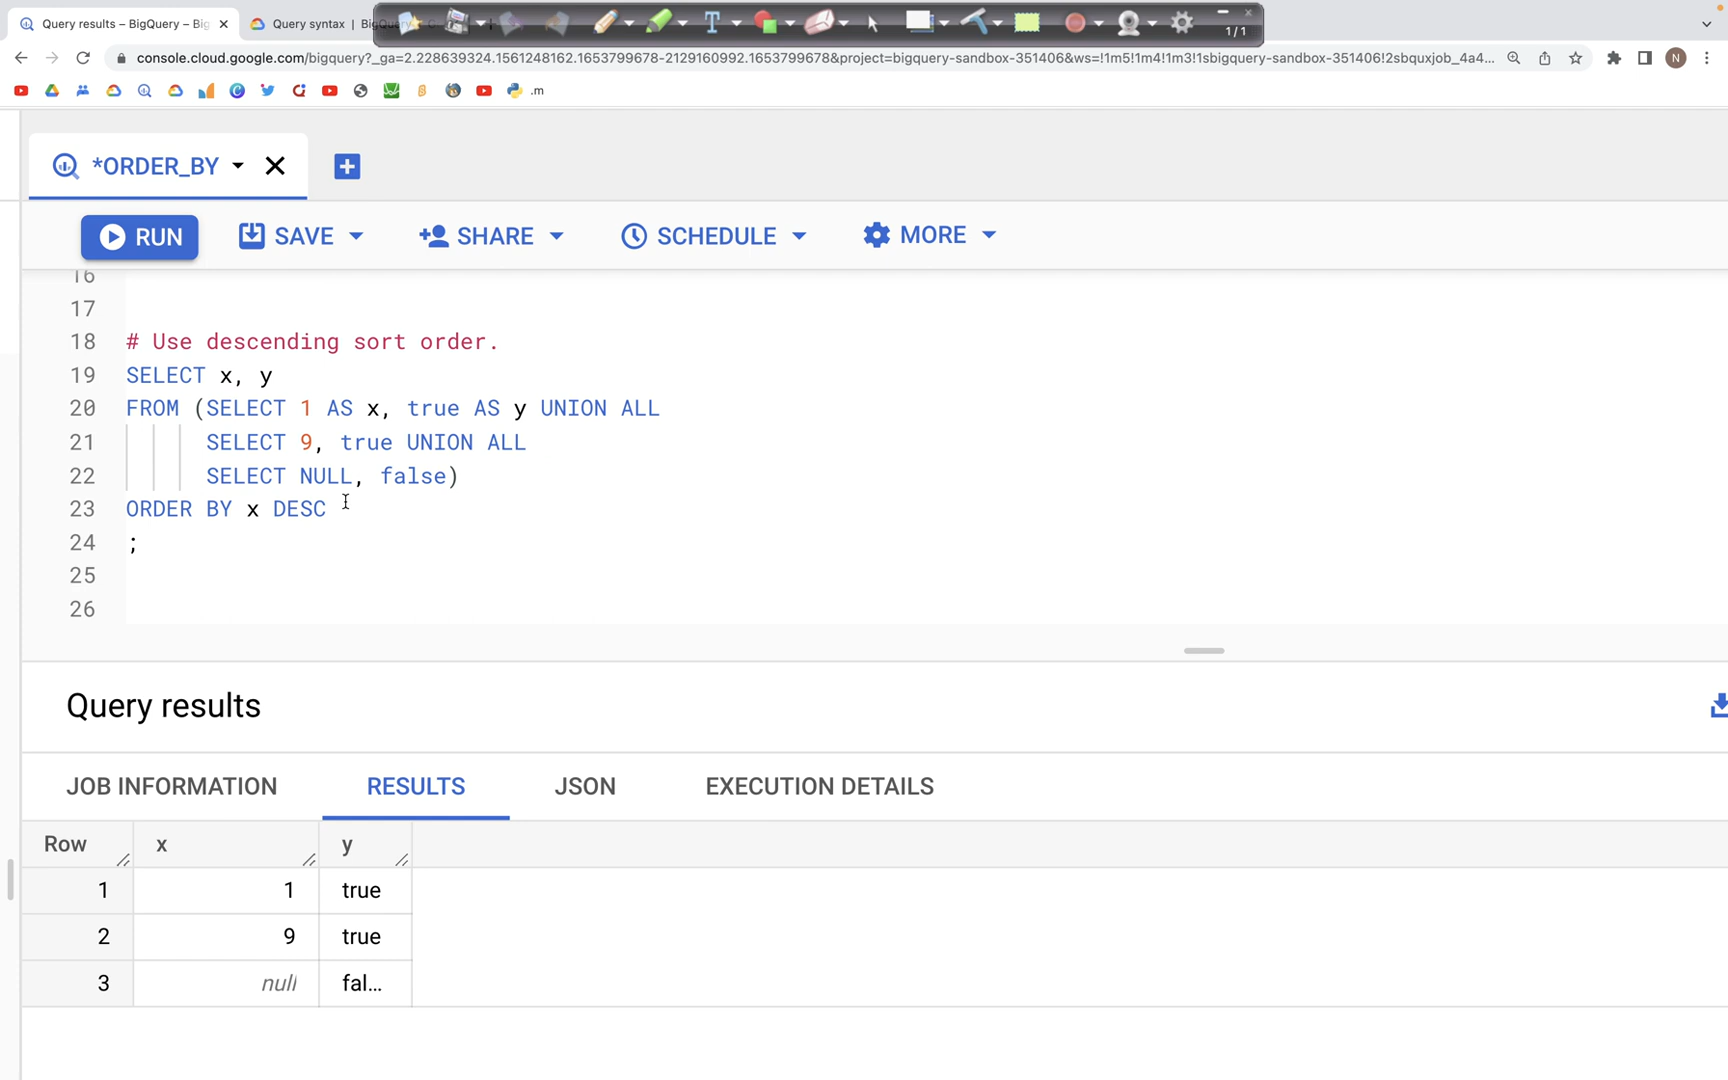 Query results – BigQuery – Big
Query syntax | BigQuery
1/1
console.cloud.google.com/bigquery?_ga=2.228639324.1561248162.1653799678-2129160992.1653799678&project=bigquery-sandbox-351406&ws=!1m5!1m4!1m3!1sbigquery-sandbox-351406!2sbquxjob_4a4...
N
.m
*ORDER_BY
RUN SAVE SHARE SCHEDULE MORE
16
17
18 # Use descending sort order.
19 SELECT x, y
20 FROM (SELECT 1 AS x, true AS y UNION ALL
21 SELECT 9, true UNION ALL
22 SELECT NULL, false)
23 ORDER BY x DESC
24 ;
25
26
Query results
JOB INFORMATION RESULTS JSON EXECUTION DETAILS
Row x y
1 1 true
2 9 true
3 null fal...